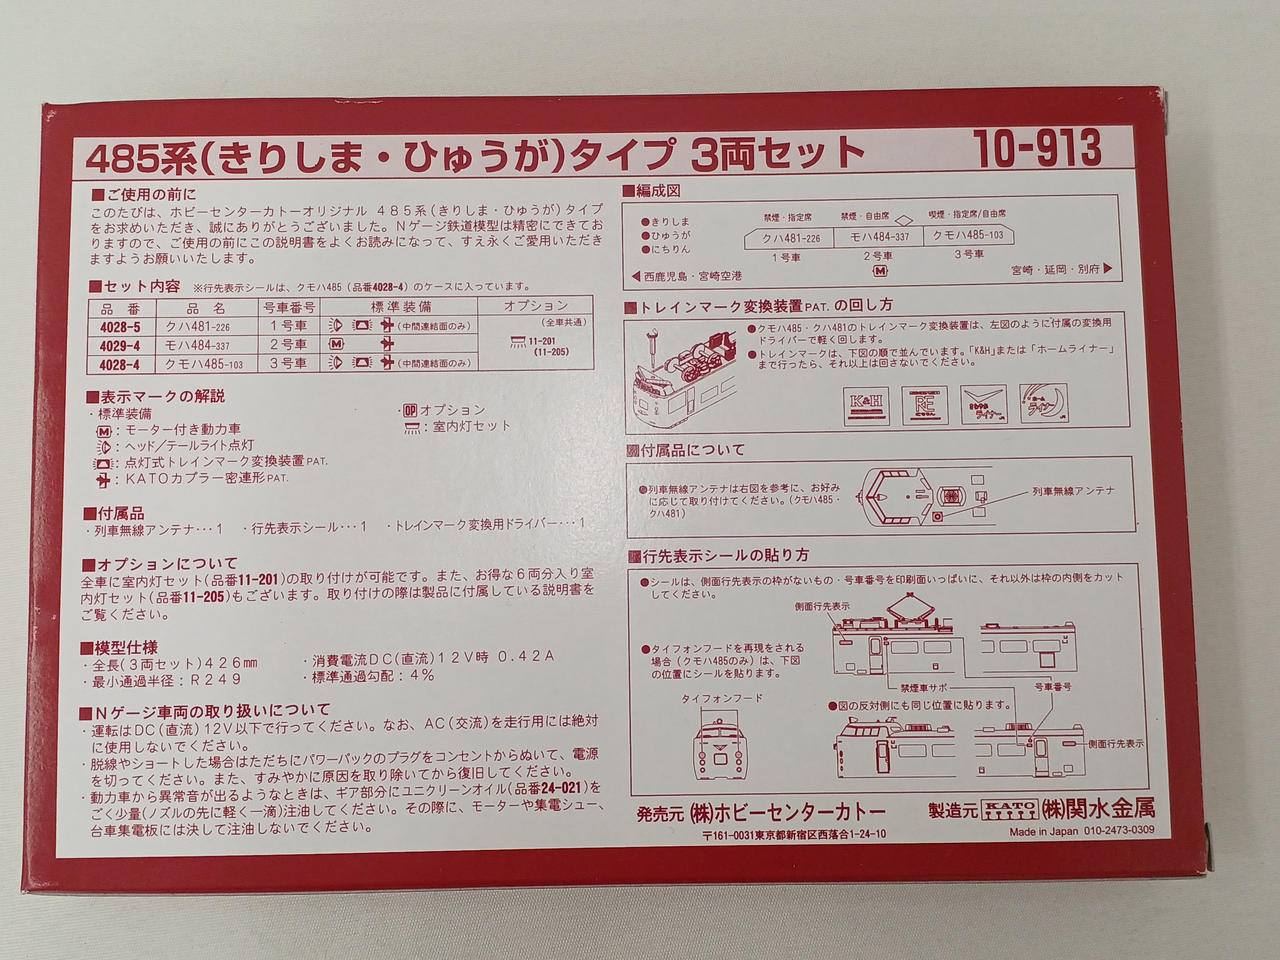 485系(きりしま・ひゅうが)タイプ 3両セット
10-913
■ご使用の前に
このたびは、ホビーセンターカトーオリジナル 485系(きりしま・ひゅうが)タイプ
をお求めいただき、誠にありがとうございました。Nゲージ鉄道模型は精密にできてお
りますので、ご使用の前にこの説明書をよくお読みになって、すえ永くご愛用いただき
ますようお願いいたします。
■セット内容 ※行先表示シールは、クモハ485(品番4028-4)のケースに入っています。
品番 品名 号車番号 標準装備 オプション
4028-5 クハ481-226 1号車 (中間連結面のみ) (全車共通)
4029-4 モハ484-337 2号車 M 11-201
(11-205)
4028-4 クモハ485-103 3号車 (中間連結面のみ)
■表示マークの解説
・標準装備
M：モーター付き動力車
：ヘッド/テールライト点灯
：点灯式トレインマーク変換装置PAT.
：KATOカプラー密連形PAT.
・OPオプション
：室内灯セット
■付属品
・列車無線アンテナ・・・1 ・行先表示シール・・・1 ・トレインマーク変換用ドライバー・・・1
■オプションについて
全車に室内灯セット(品番11-201)の取り付けが可能です。また、お得な6両分入り室
内灯セット(品番11-205)もございます。取り付けの際は製品に付属している説明書を
ご覧ください。
■模型仕様
・全長(3両セット)426mm ・消費電流DC(直流)12V時 0.42A
・最小通過半径：R249 ・標準通過勾配：4%
■Nゲージ車両の取り扱いについて
・運転はDC(直流)12V以下で行ってください。なお、AC(交流)を走行用には絶対
に使用しないでください。
・脱線やショートした場合はただちにパワーパックのプラグをコンセントからぬいて、電源
を切ってください。また、すみやかに原因を取り除いてから復旧してください。
・動力車から異常音が出るようなときは、ギア部分にユニクリーンオイル(品番24-021)を
ごく少量(ノズルの先に軽く一滴)注油してください。その際に、モーターや集電シュー、
台車集電板には決して注油しないでください。
■編成図
●きりしま
●ひゅうが
●にちりん
禁煙・指定席 禁煙・自由席 喫煙・指定席/自由席
クハ481-226 モハ484-337 クモハ485-103
1号車 2号車 3号車
M
◀西鹿児島・宮崎空港 宮崎・延岡・別府▶
■トレインマーク変換装置PAT.の回し方
●クモハ485・クハ481のトレインマーク変換装置は、左図のように付属の変換用
ドライバーで軽く回します。
●トレインマークは、下図の順で並んでいます。「K&H」または「ホームライナー」
まで行ったら、それ以上は回さないでください。
K&H
RE
にちりん
さわやか
ライナー
ホーム
ライナー
■付属品について
●列車無線アンテナは右図を参考に、お好み
に応じて取り付けてください。(クモハ485・
クハ481)
列車無線アンテナ
■行先表示シールの貼り方
●シールは、側面行先表示の枠がないもの・号車番号を印刷面いっぱいに、それ以外は枠の内側をカット
してください。
側面行先表示
●タイフォンフードを再現をされる
場合(クモハ485のみ)は、下図
の位置にシールを貼ります。
タイフォンフード
禁煙車サボ
号車番号
●図の反対側にも同じ位置に貼ります。
側面行先表示
発売元 (株)ホビーセンターカトー
〒161-0031東京都新宿区西落合1-24-10
製造元 KATO (株)関水金属
Made in Japan 010-2473-0309